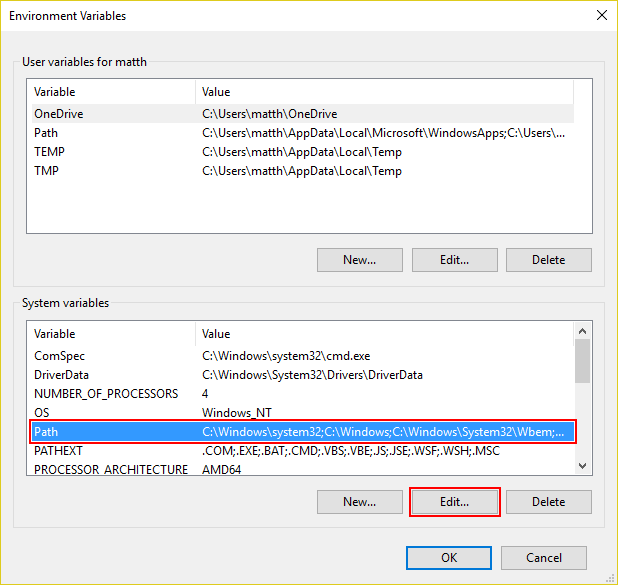 Environment Variables
User variables for matth
Variable Value
OneDrive C:\Users\matth\OneDrive
Path C:\Users\matth\AppData\Local\Microsoft\WindowsApps;C:\Users\...
TEMP C:\Users\matth\AppData\Local\Temp
TMP C:\Users\matth\AppData\Local\Temp
New... Edit... Delete
System variables
Variable Value
ComSpec C:\Windows\system32\cmd.exe
DriverData C:\Windows\System32\Drivers\DriverData
NUMBER_OF_PROCESSORS 4
OS Windows_NT
Path C:\Windows\system32;C:\Windows;C:\Windows\System32\Wbem;...
PATHEXT .COM;.EXE;.BAT;.CMD;.VBS;.VBE;.JS;.JSE;.WSF;.WSH;.MSC
PROCESSOR_ARCHITECTURE AMD64
New... Edit... Delete
OK Cancel